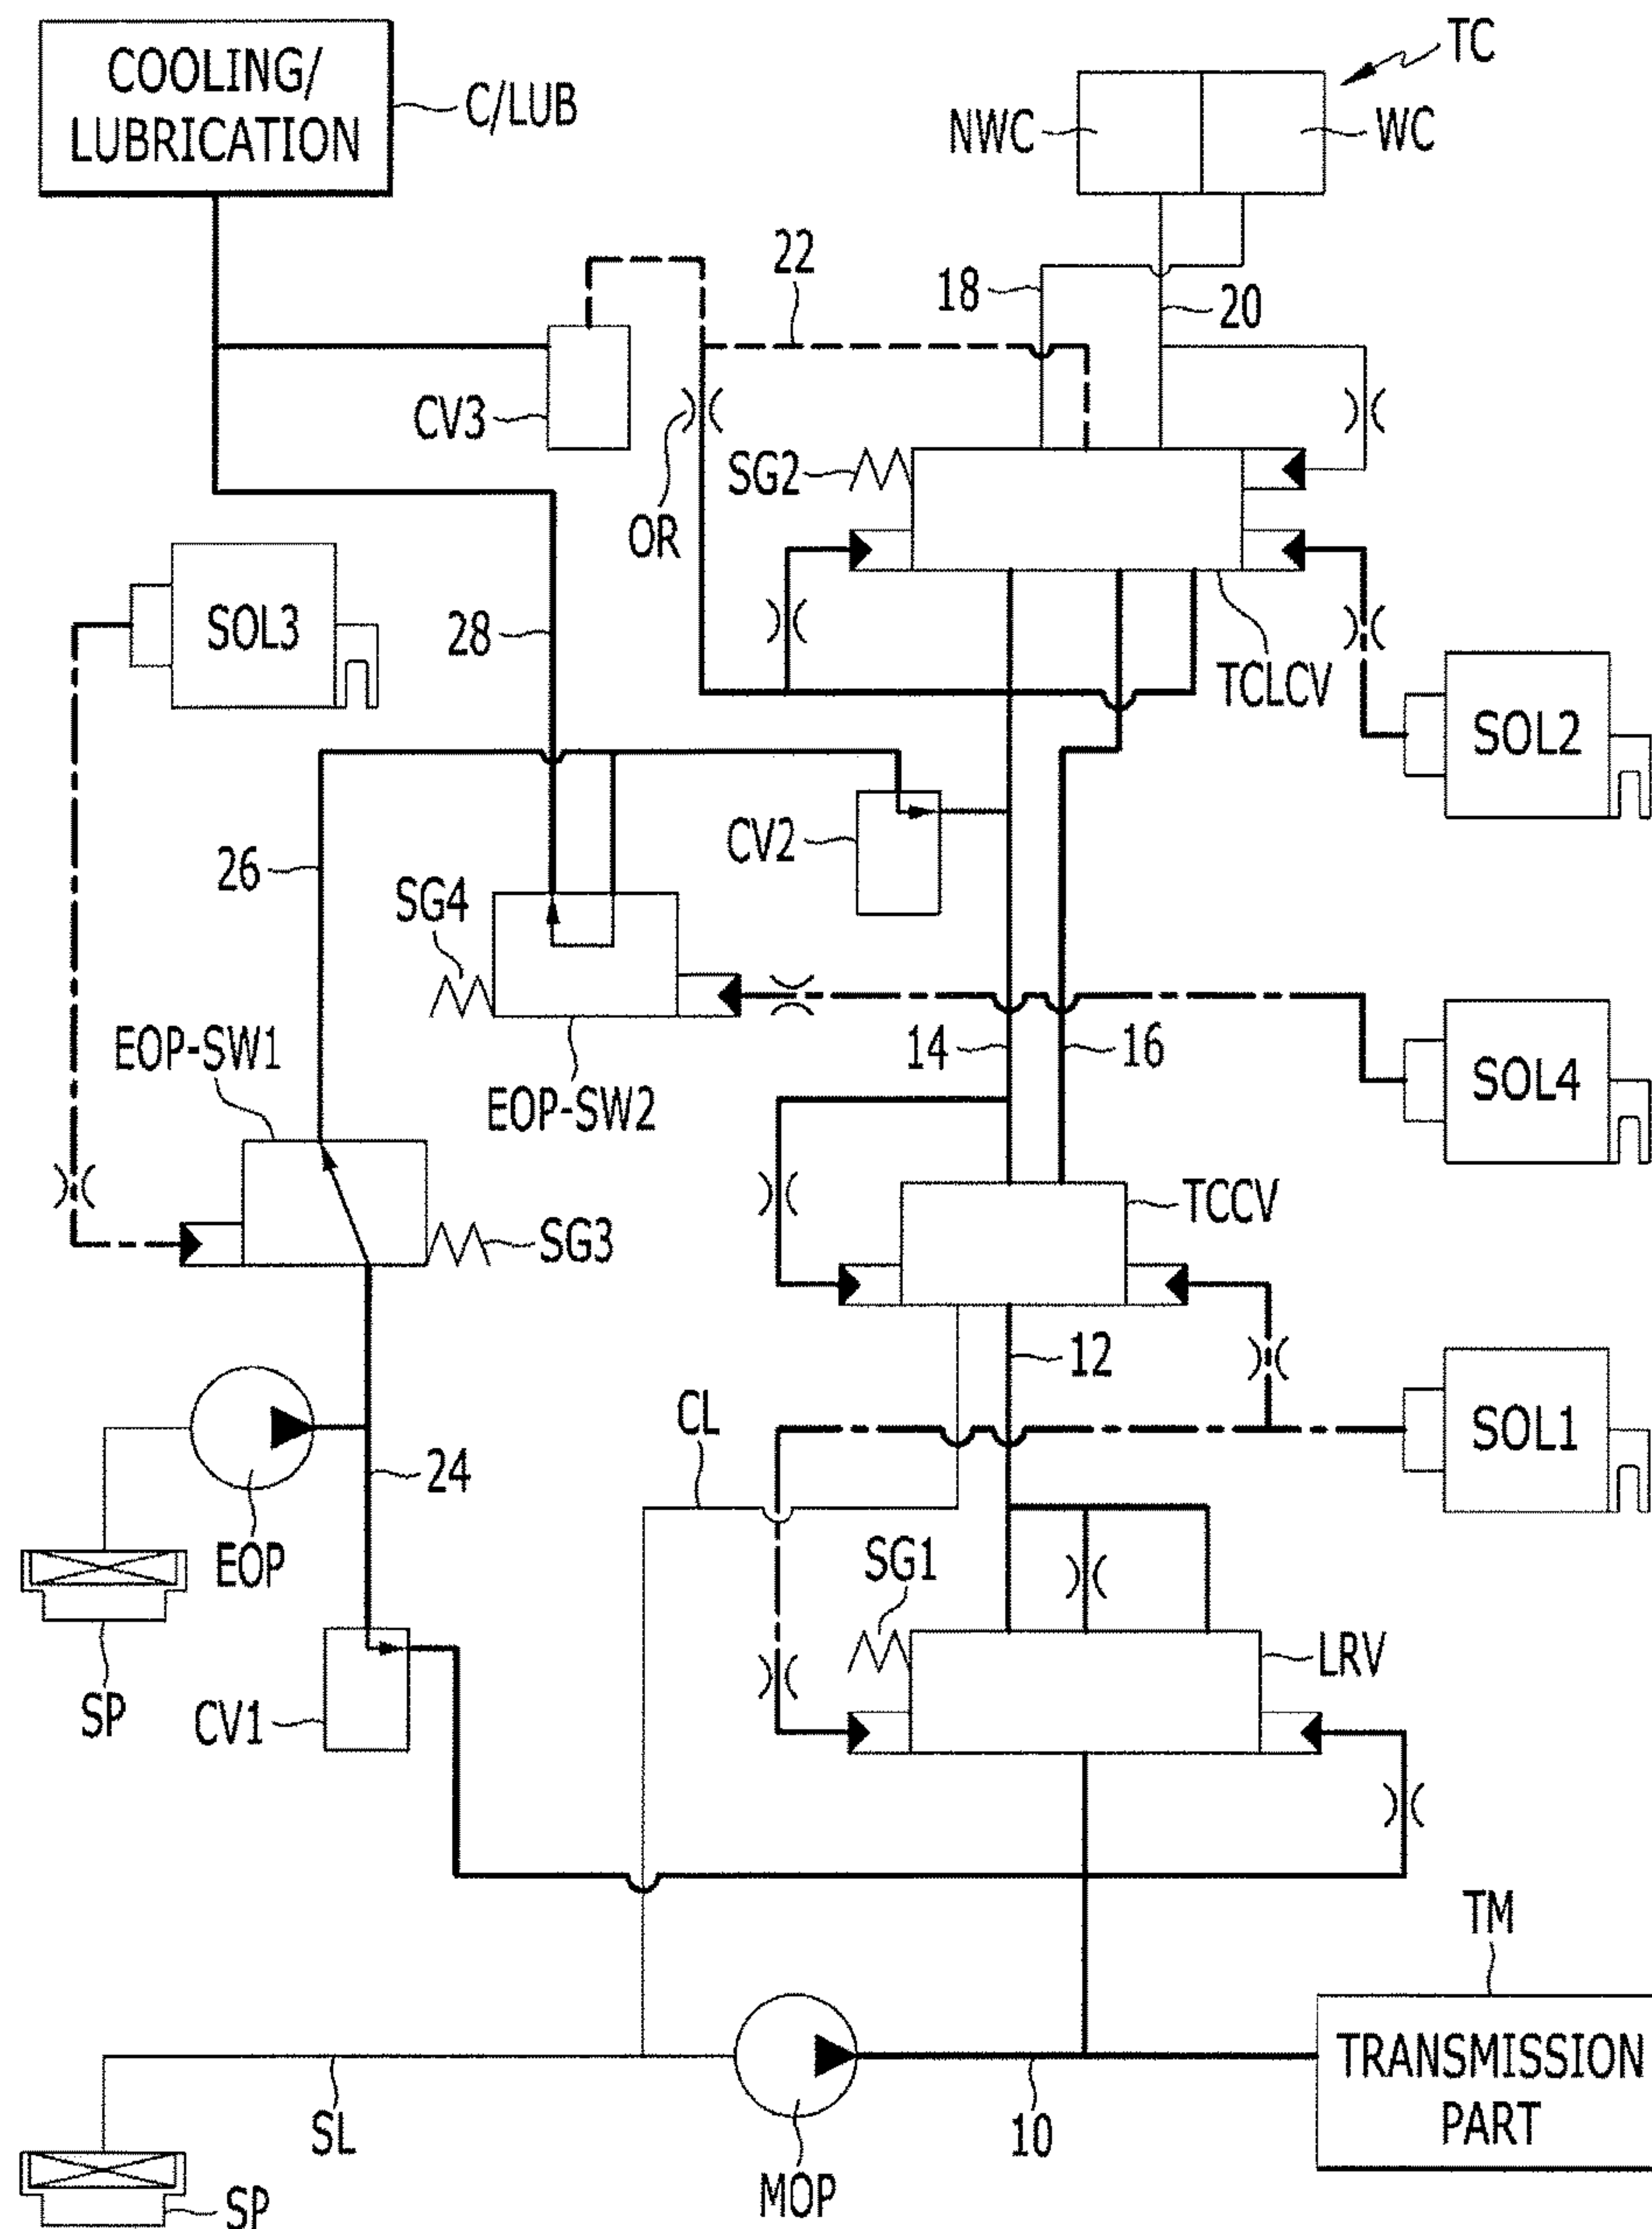 COOLING/
LUBRICATION
C/LUB
TC
NWC
WC
22
18
20
CV3
SG2
OR
SOL3
28
TCLCV
SOL2
26
CV2
SG4
EOP-SW1
14
16
SOL4
EOP-SW2
TCCV
SG3
12
CL
SOL1
24
EOP
SG1
LRV
SP
CV1
TM
TRANSMISSION
PART
SL
10
MOP
SP